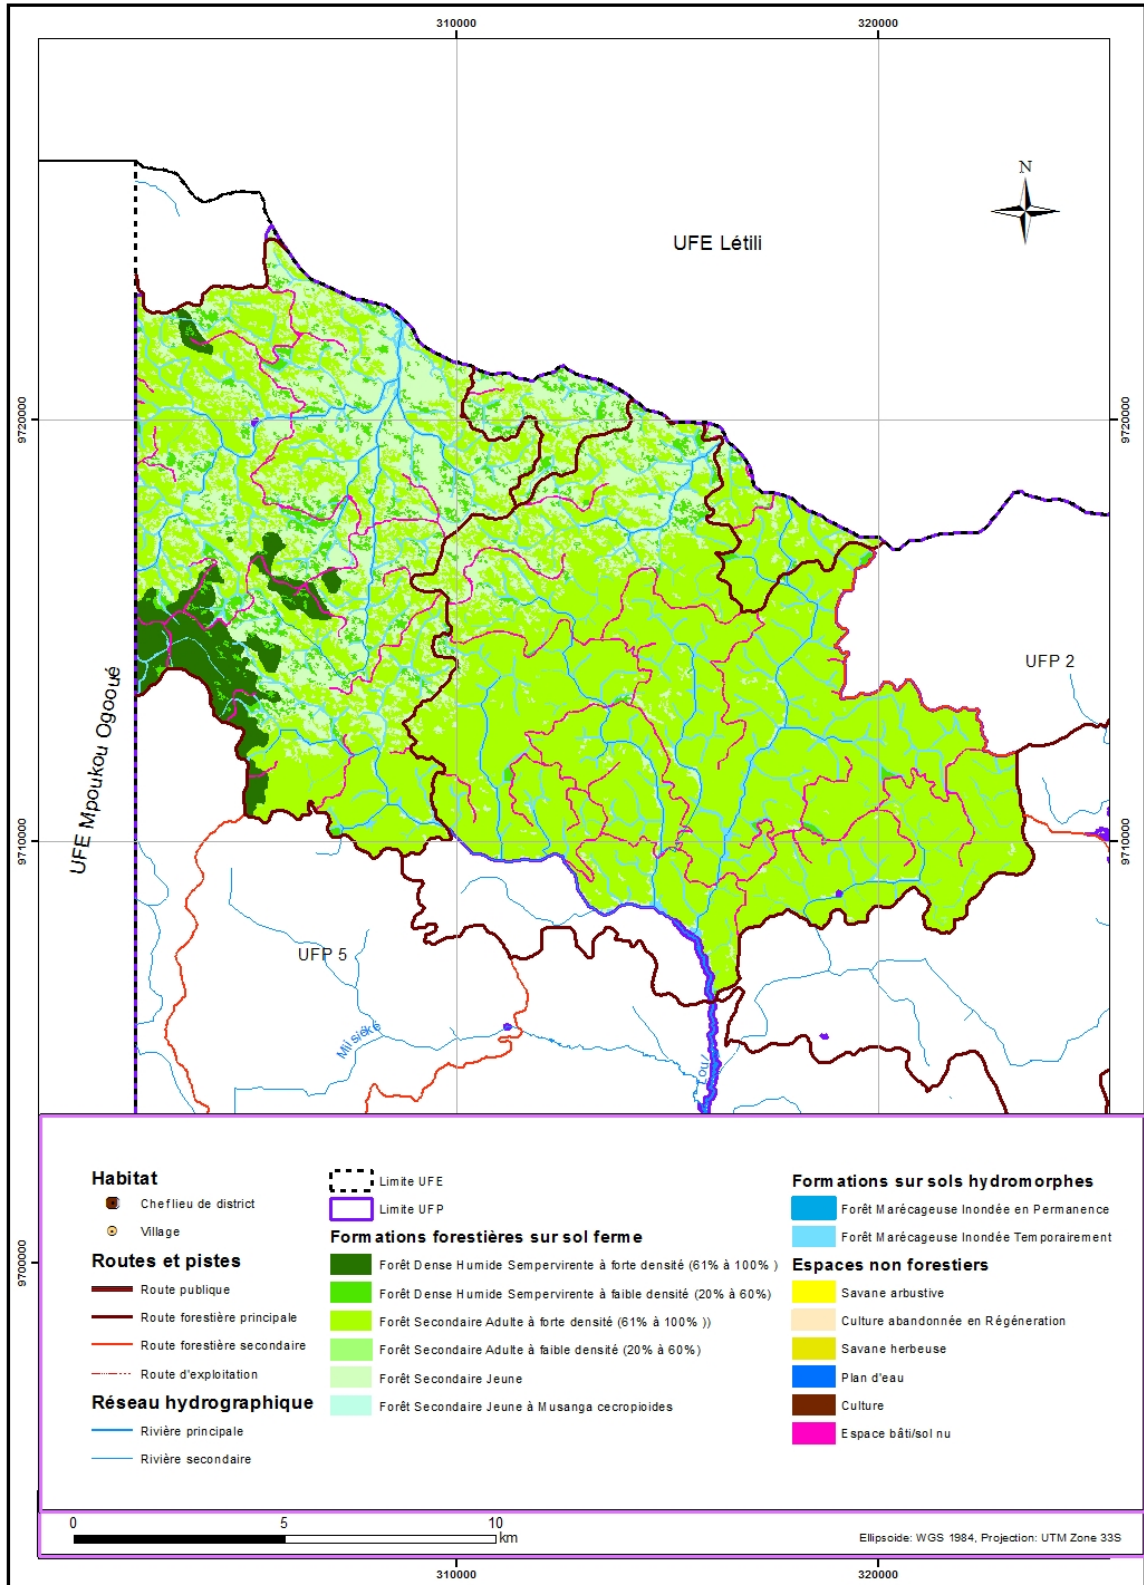 310000
320000
N
UFE Létili
9720000
9720000
UFP 2
UFE Mpoukou Ogooué
9710000
9710000
UFP 5
Louz
Habitat
Chef lieu de district
Village
Routes et pistes
Route publique
Route forestière principale
Route forestière secondaire
Route d'exploitation
Réseau hydrographique
Rivière principale
Rivière secondaire
Limite UFE
Limite UFP
Formations forestières sur sol ferme
Forêt Dense Humide Sempervirente à forte densité (61% à 100% )
Forêt Dense Humide Sempervirente à faible densité (20% à 60%)
Forêt Secondaire Adulte à forte densité (61% à 100% ))
Forêt Secondaire Adulte à faible densité (20% à 60%)
Forêt Secondaire Jeune
Forêt Secondaire Jeune à Musanga cecropioides
Formations sur sols hydromorphes
Forêt Marécageuse Inondée en Permanence
Forêt Marécageuse Inondée Temporairement
Espaces non forestiers
Savane arbustive
Culture abandonnée en Régéneration
Savane herbeuse
Plan d'eau
Culture
Espace bâti/sol nu
9700000
9700000
0 5 10
km
Ellipsoide: WGS 1984, Projection: UTM Zone 33S
310000
320000